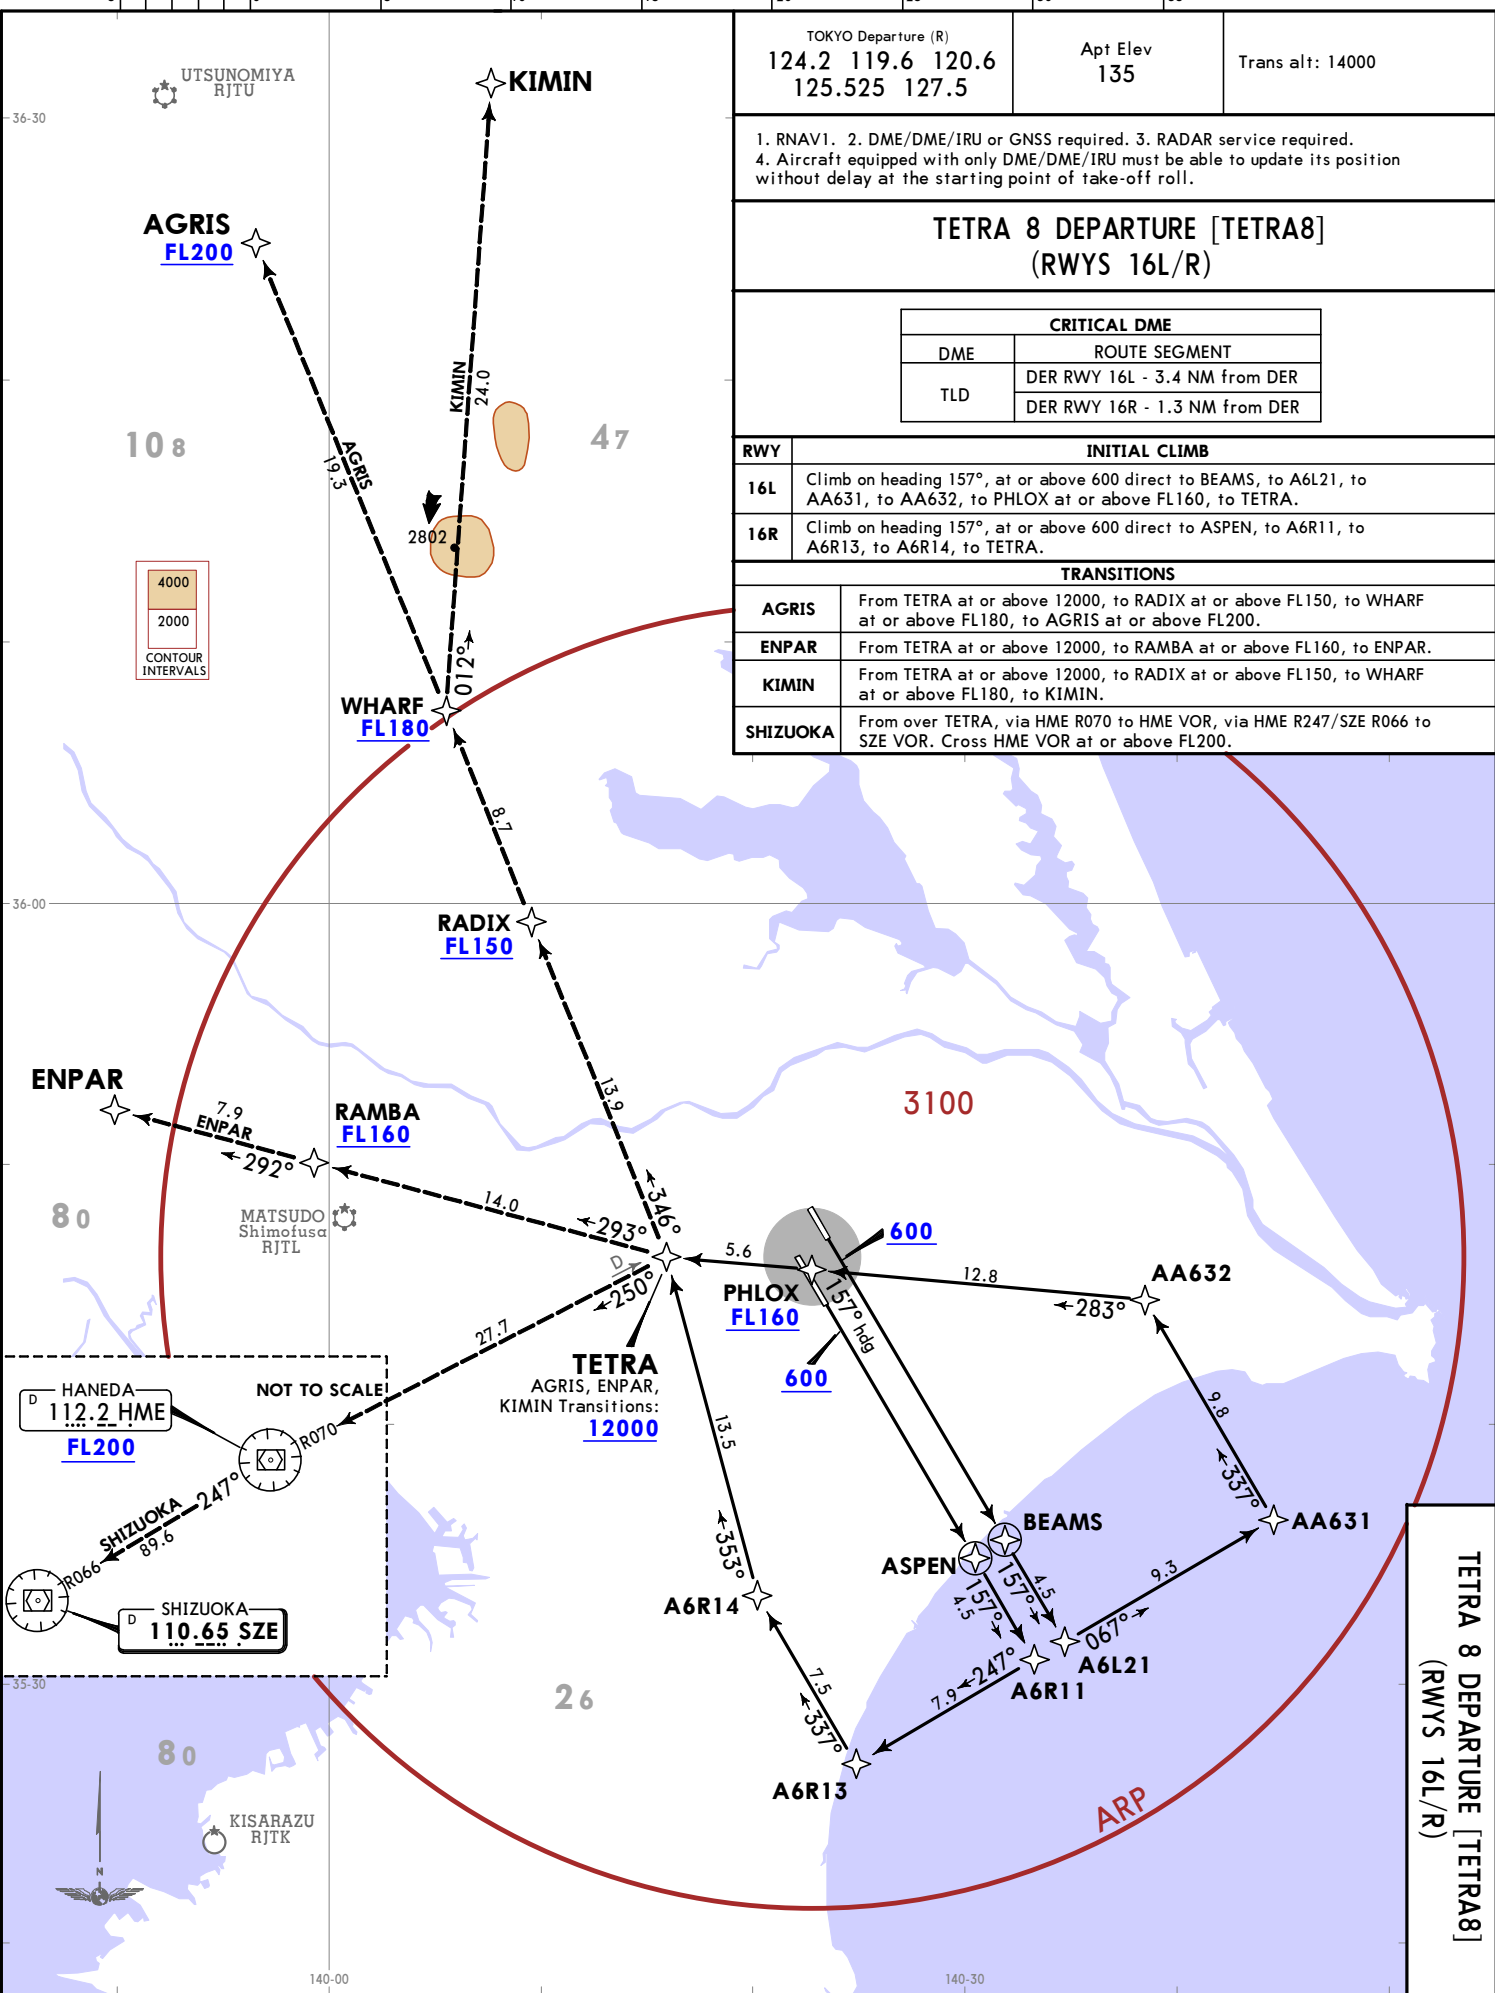 TOKYO Departure (R)
124.2 119.6 120.6
125.525 127.5
Apt Elev
135
Trans alt: 14000
1. RNAV1. 2. DME/DME/IRU or GNSS required. 3. RADAR service required.
4. Aircraft equipped with only DME/DME/IRU must be able to update its position
without delay at the starting point of take-off roll.
TETRA 8 DEPARTURE [TETRA8]
(RWYS 16L/R)
CRITICAL DME
DME ROUTE SEGMENT
TLD
DER RWY 16L - 3.4 NM from DER
DER RWY 16R - 1.3 NM from DER
RWY INITIAL CLIMB
16L
Climb on heading 157°, at or above 600 direct to BEAMS, to A6L21, to
AA631, to AA632, to PHLOX at or above FL160, to TETRA.
16R
Climb on heading 157°, at or above 600 direct to ASPEN, to A6R11, to
A6R13, to A6R14, to TETRA.
TRANSITIONS
AGRIS
From TETRA at or above 12000, to RADIX at or above FL150, to WHARF
at or above FL180, to AGRIS at or above FL200.
ENPAR
From TETRA at or above 12000, to RAMBA at or above FL160, to ENPAR.
KIMIN
From TETRA at or above 12000, to RADIX at or above FL150, to WHARF
at or above FL180, to KIMIN.
SHIZUOKA
From over TETRA, via HME R070 to HME VOR, via HME R247/SZE R066 to
SZE VOR. Cross HME VOR at or above FL200.
UTSUNOMIYA
RJTU
KIMIN
36-30
AGRIS
FL200
KIMIN
24.0
AGRIS
19.3
108
47
2802
4000
2000
CONTOUR
INTERVALS
012°
WHARF
FL180
8.7
36-00
RADIX
FL150
13.9
3100
ENPAR
7.9
ENPAR
292°
RAMBA
FL160
80
MATSUDO
Shimofusa
RJTL
14.0
293°
346°
D
250°
27.7
5.6
600
PHLOX
FL160
157° hdg
600
12.8
283°
AA632
TETRA
AGRIS, ENPAR,
KIMIN Transitions:
12000
NOT TO SCALE
HANEDA
D 112.2 HME
FL200
R070
247°
SHIZUOKA
89.6
R066
SHIZUOKA
D 110.65 SZE
13.5
353°
9.8
337°
BEAMS
AA631
ASPEN
157°
4.5
157°
4.5
9.3
067°
A6R14
A6L21
247°
7.9
A6R11
7.5
337°
A6R13
35-30
26
80
ARP
KISARAZU
RJTK
N
140-00
140-30
TETRA 8 DEPARTURE [TETRA8]
(RWYS 16L/R)